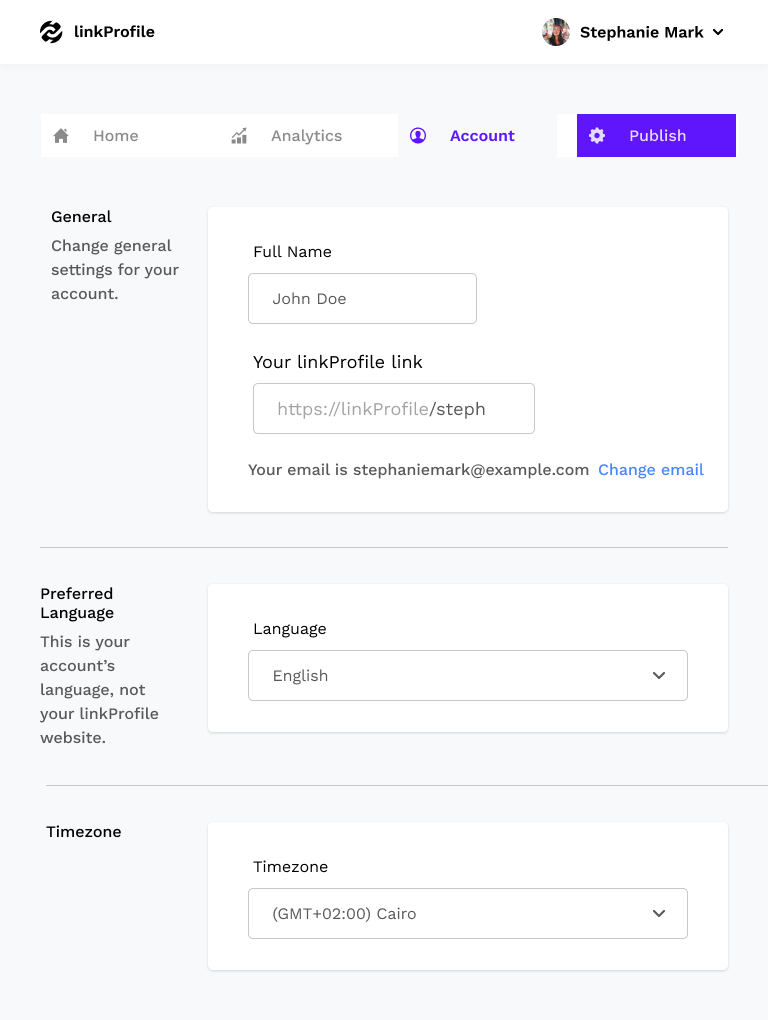 linkProfile
Stephanie Mark
Home
Analytics
Account
Publish
General
Change general
settings for your
account.
Full Name
John Doe
Your linkProfile link
https://linkProfile/steph
Your email is stephaniemark@example.com Change email
Preferred
Language
This is your
account’s
language, not
your linkProfile
website.
Language
English
Timezone
Timezone
(GMT+02:00) Cairo